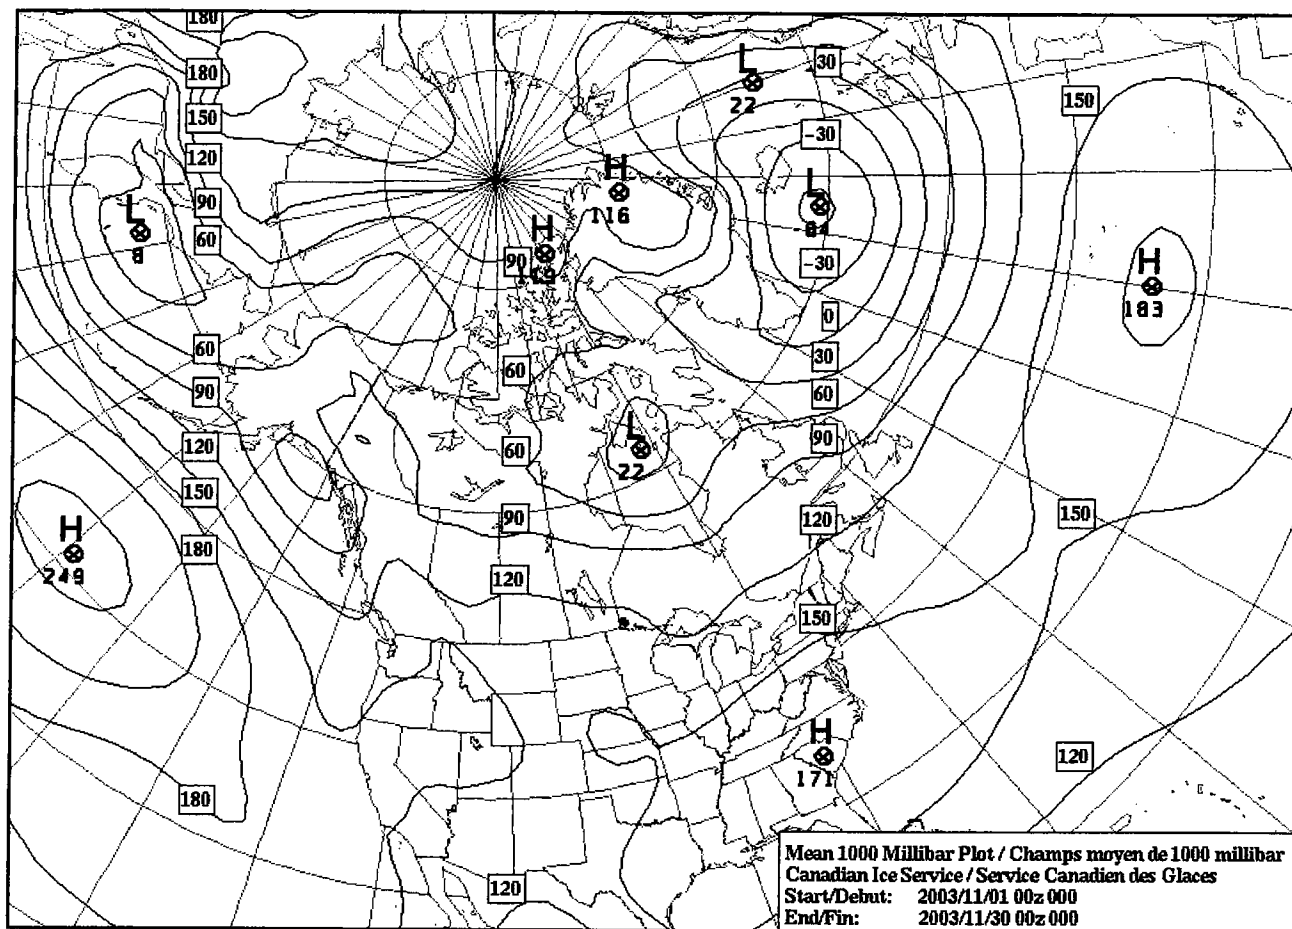 180
L
30
180
22
150
150
-30
120
H
L
90
116
L
8
H
60
90
-30
H
183
0
60
30
60
90
60
L
90
120
60
22
150
90
120
150
H
180
249
120
150
H
171
120
180
120
Mean 1000 Millibar Plot / Champs moyen de 1000 millibar
Canadian Ice Service / Service Canadien des Glaces
Start/Debut: 2003/11/01 00z 000
End/Fin: 2003/11/30 00z 000